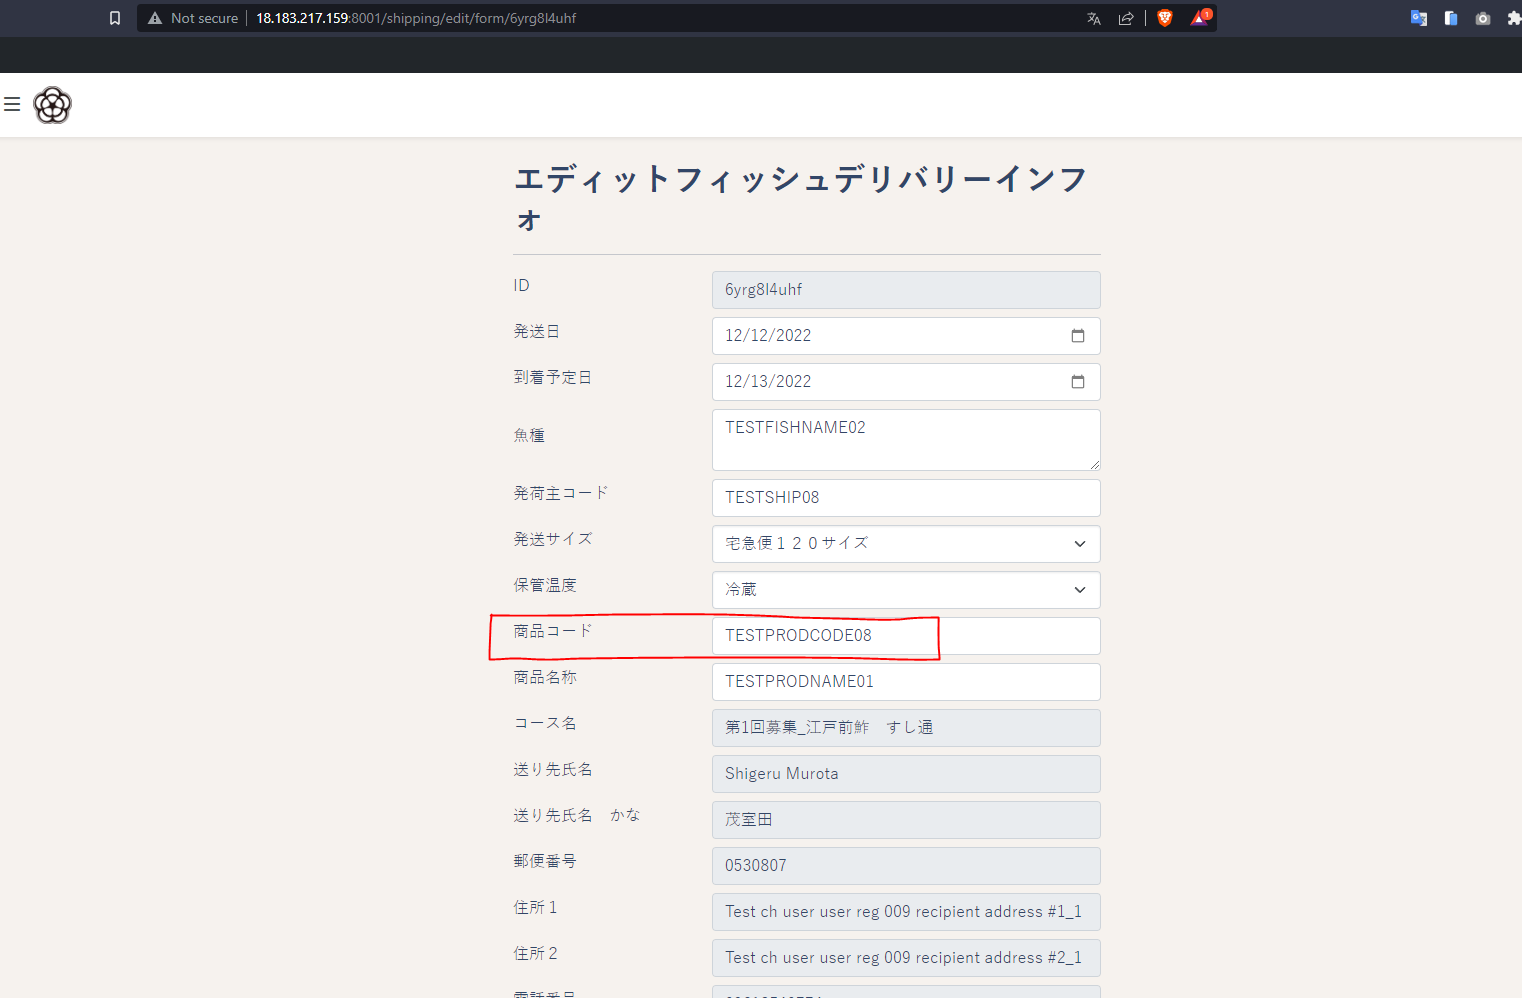 Not secure
18.183.217.159:8001/shipping/edit/form/6yrg8l4uhf
1
エディットフィッシュデリバリーインフ
ォ
ID
6yrg8l4uhf
発送日
12/12/2022
到着予定日
12/13/2022
魚種
TESTFISHNAME02
発荷主コード
TESTSHIP08
発送サイズ
宅急便１２０サイズ
保管温度
冷蔵
商品コード
TESTPRODCODE08
商品名称
TESTPRODNAME01
コース名
第1回募集_江戸前鮓　すし通
送り先氏名
Shigeru Murota
送り先氏名　かな
茂室田
郵便番号
0530807
住所１
Test ch user user reg 009 recipient address #1_1
住所２
Test ch user user reg 009 recipient address #2_1
電話番号